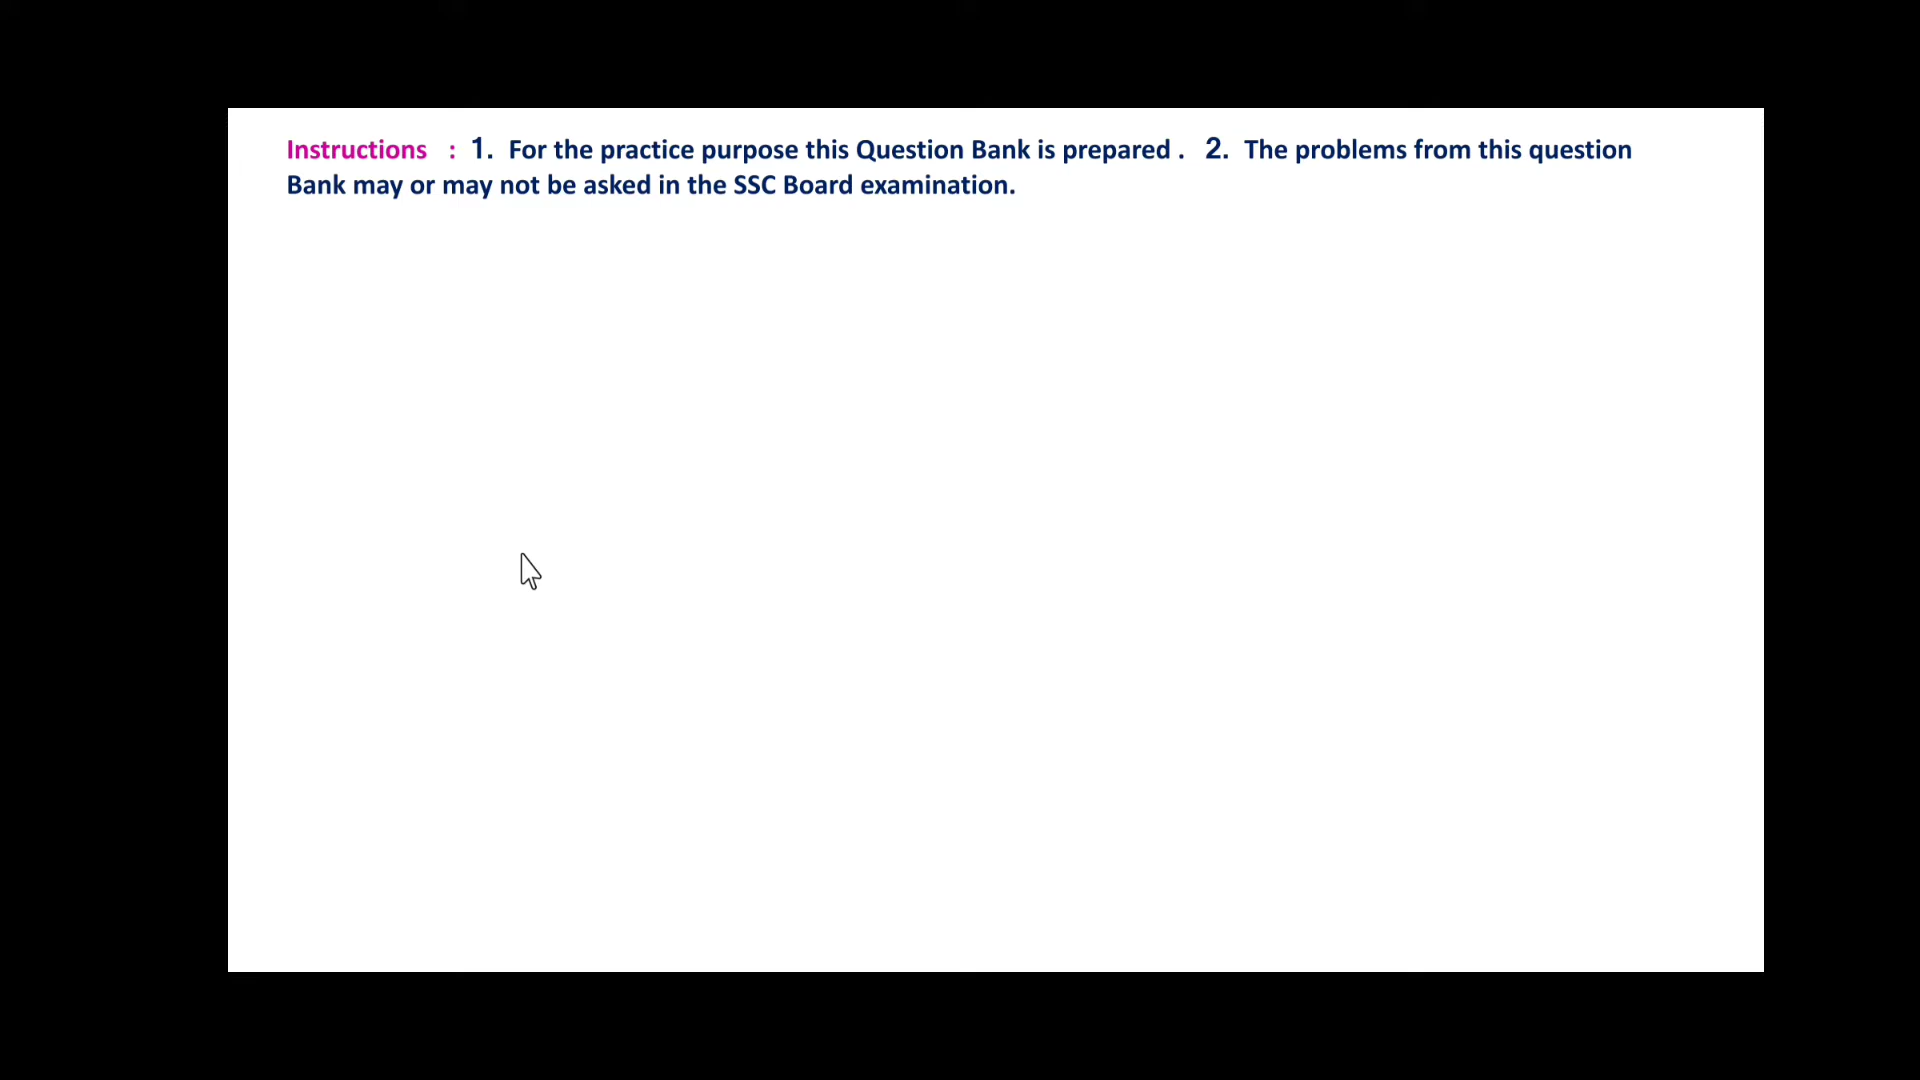 Instructions : 1. For the practice purpose this Question Bank is prepared . 2. The problems from this question
Bank may or may not be asked in the SSC Board examination.